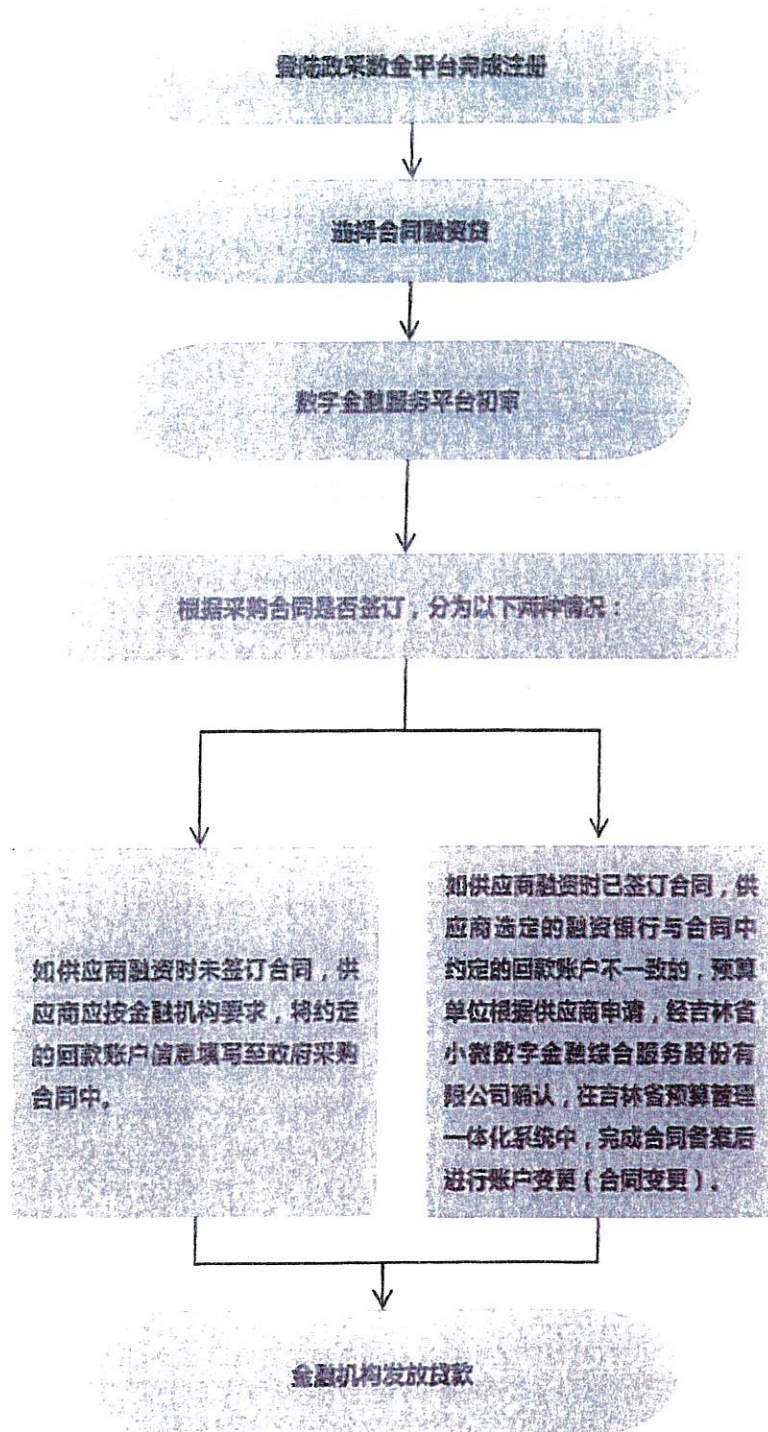 登陆政采数金平台完成注册
选择合同融资贷
数字金融服务平台初审
根据采购合同是否签订，分为以下两种情况：
如供应商融资时未签订合同，供
应商应按金融机构要求，将约定
的回款账户信息填写至政府采购
合同中。
如供应商融资时已签订合同，供
应商选定的融资银行与合同中
约定的回款账户不一致的，预算
单位根据供应商申请，经吉林省
小微数字金融综合服务股份有
限公司确认，在吉林省预算管理
一体化系统中，完成合同备案后
进行账户变更（合同变更）。
金融机构发放贷款